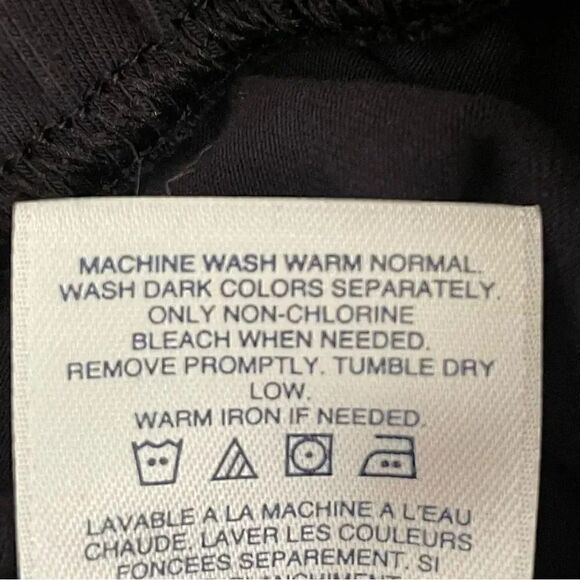 MACHINE WASH WARM NORMAL.
WASH DARK COLORS SEPARATELY.
ONLY NON-CHLORINE
BLEACH WHEN NEEDED.
REMOVE PROMPTLY. TUMBLE DRY
LOW.
WARM IRON IF NEEDED.
LAVABLE A LA MACHINE A L'EAU
CHAUDE. LAVER LES COULEURS
FONCEES SEPAREMENT. SI